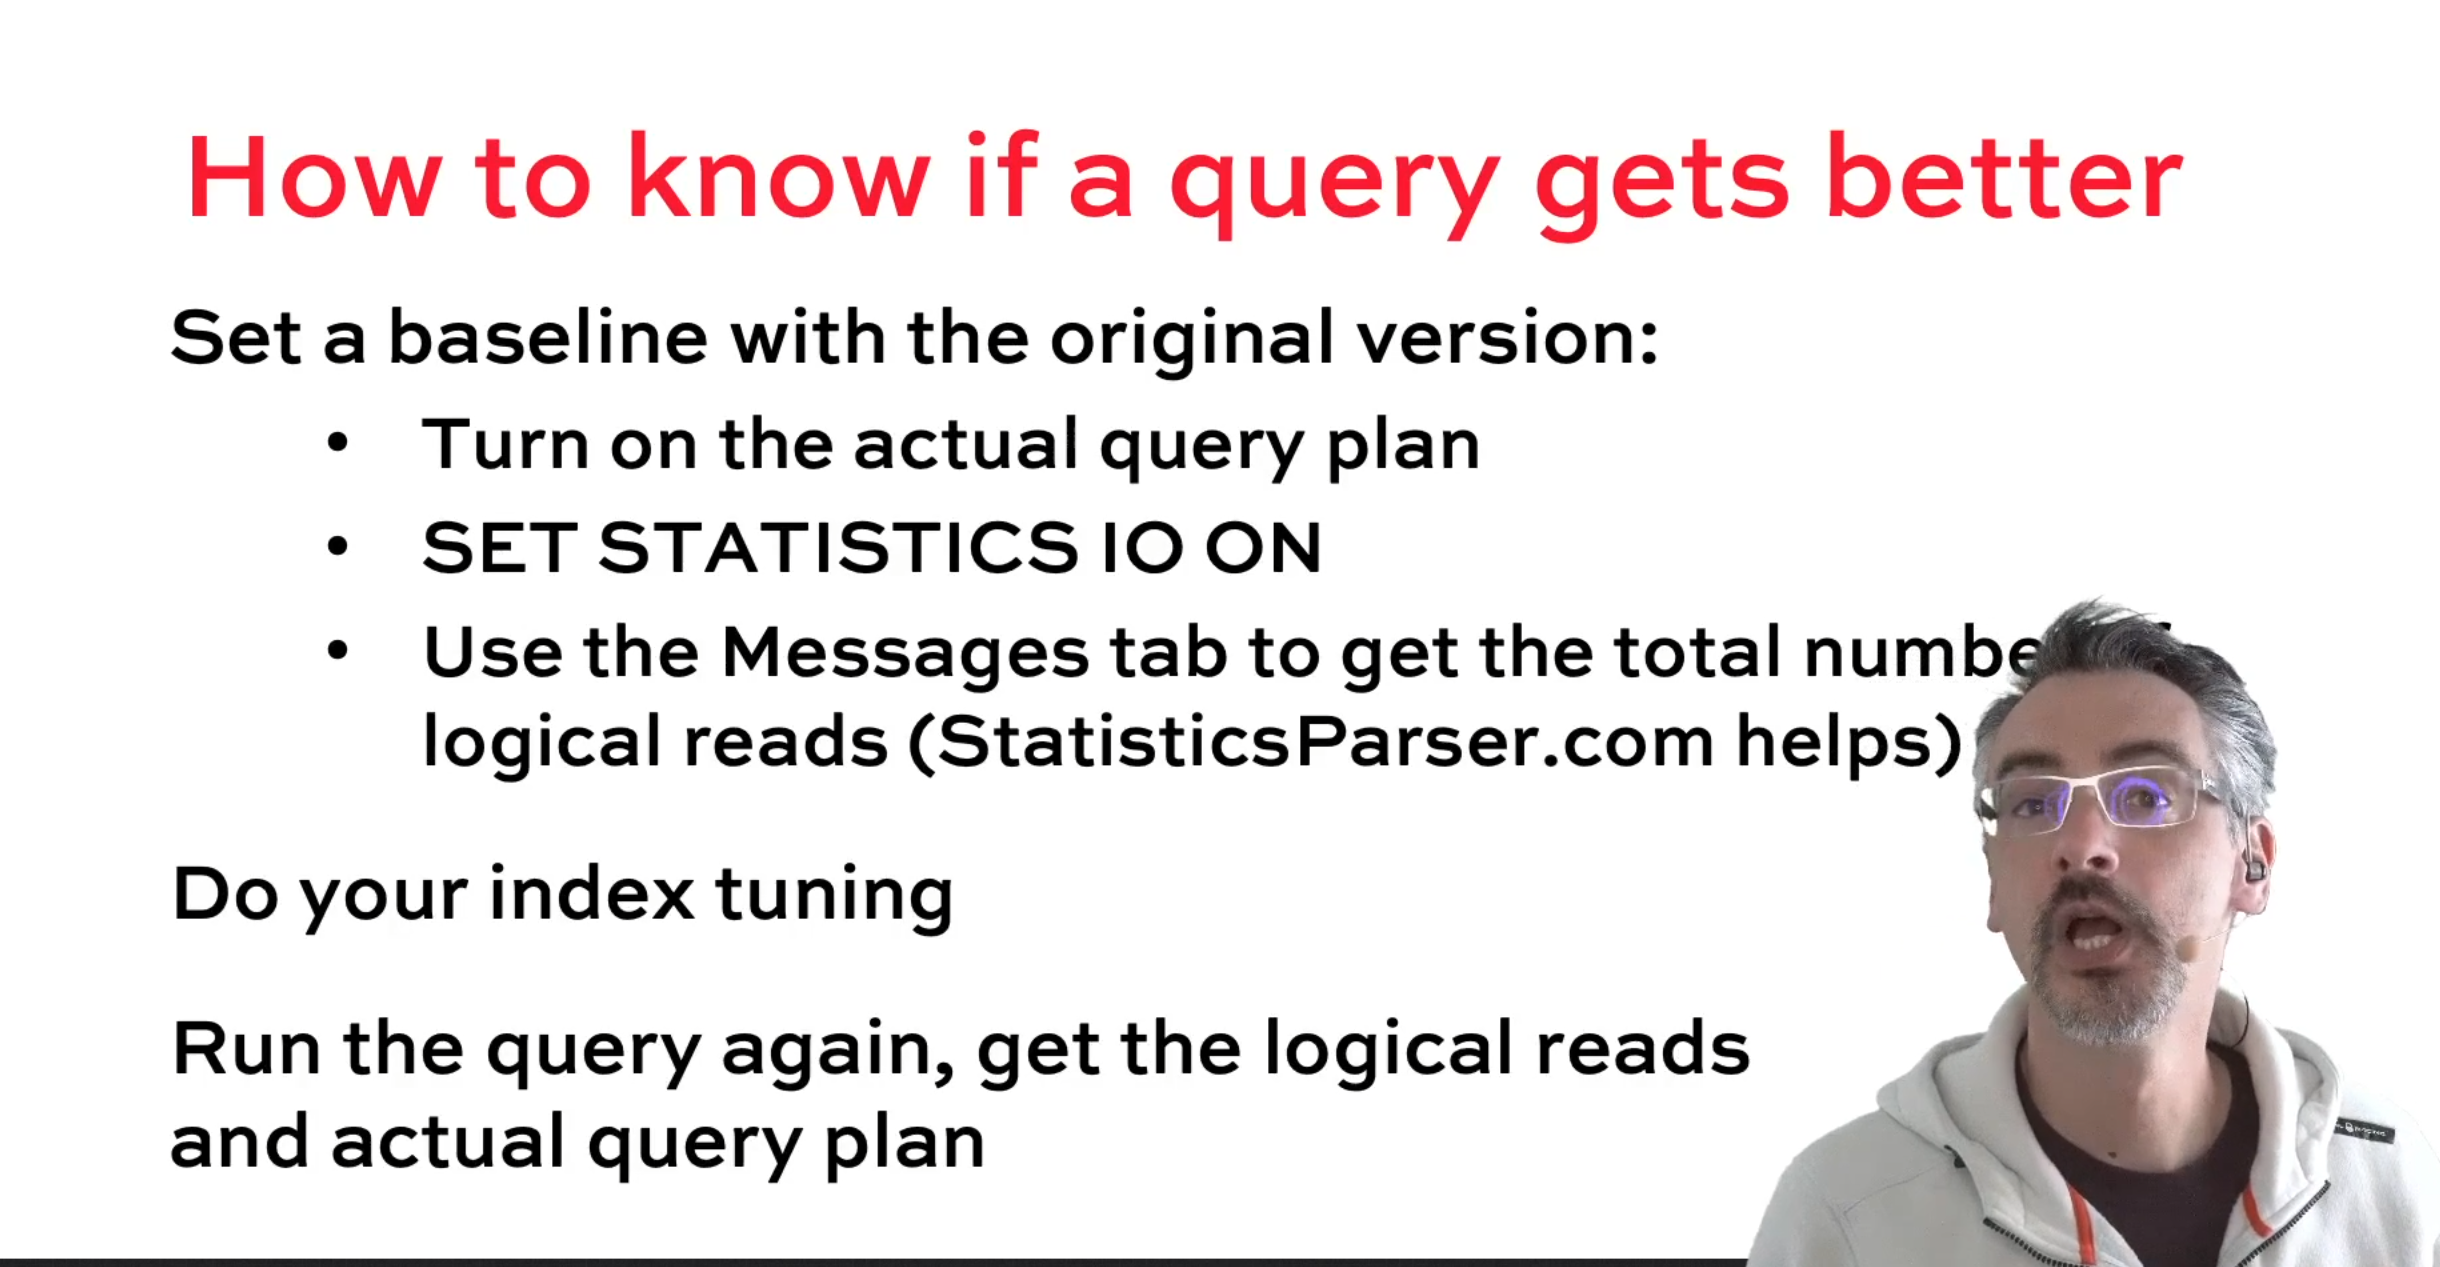 How to know if a query gets better
Set a baseline with the original version:
• Turn on the actual query plan
• SET STATISTICS IO ON
• Use the Messages tab to get the total
logical reads (StatisticsParser.com helps)
Do your index tuning
Run the query again, get the logical reads
and actual query plan